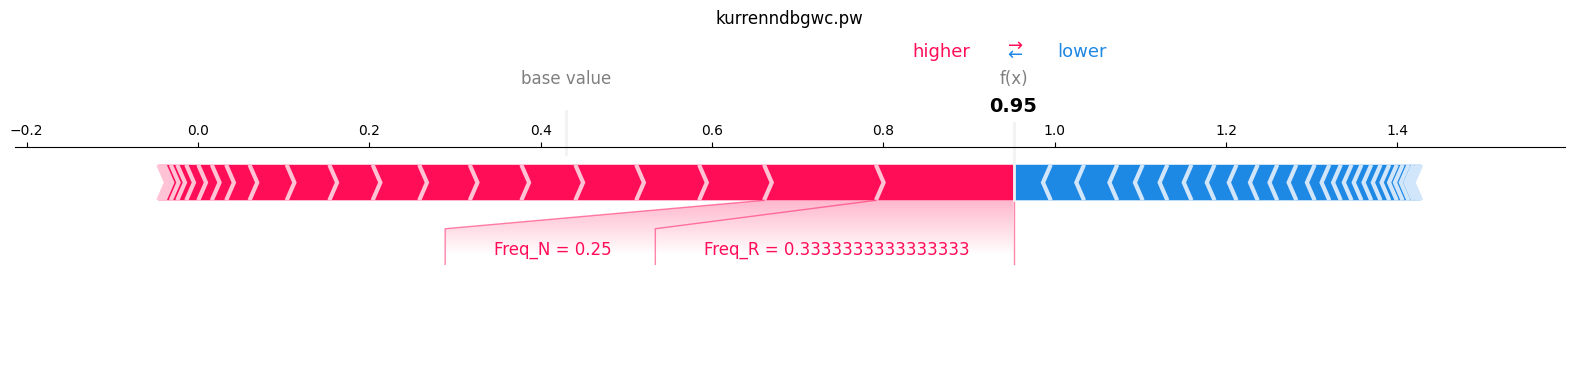 kurrenndbgwc.pw
higher ⇄ lower
base value f(x)
0.95
−0.2 0.0 0.2 0.4 0.6 0.8 1.0 1.2 1.4
Freq_N = 0.25 Freq_R = 0.3333333333333333